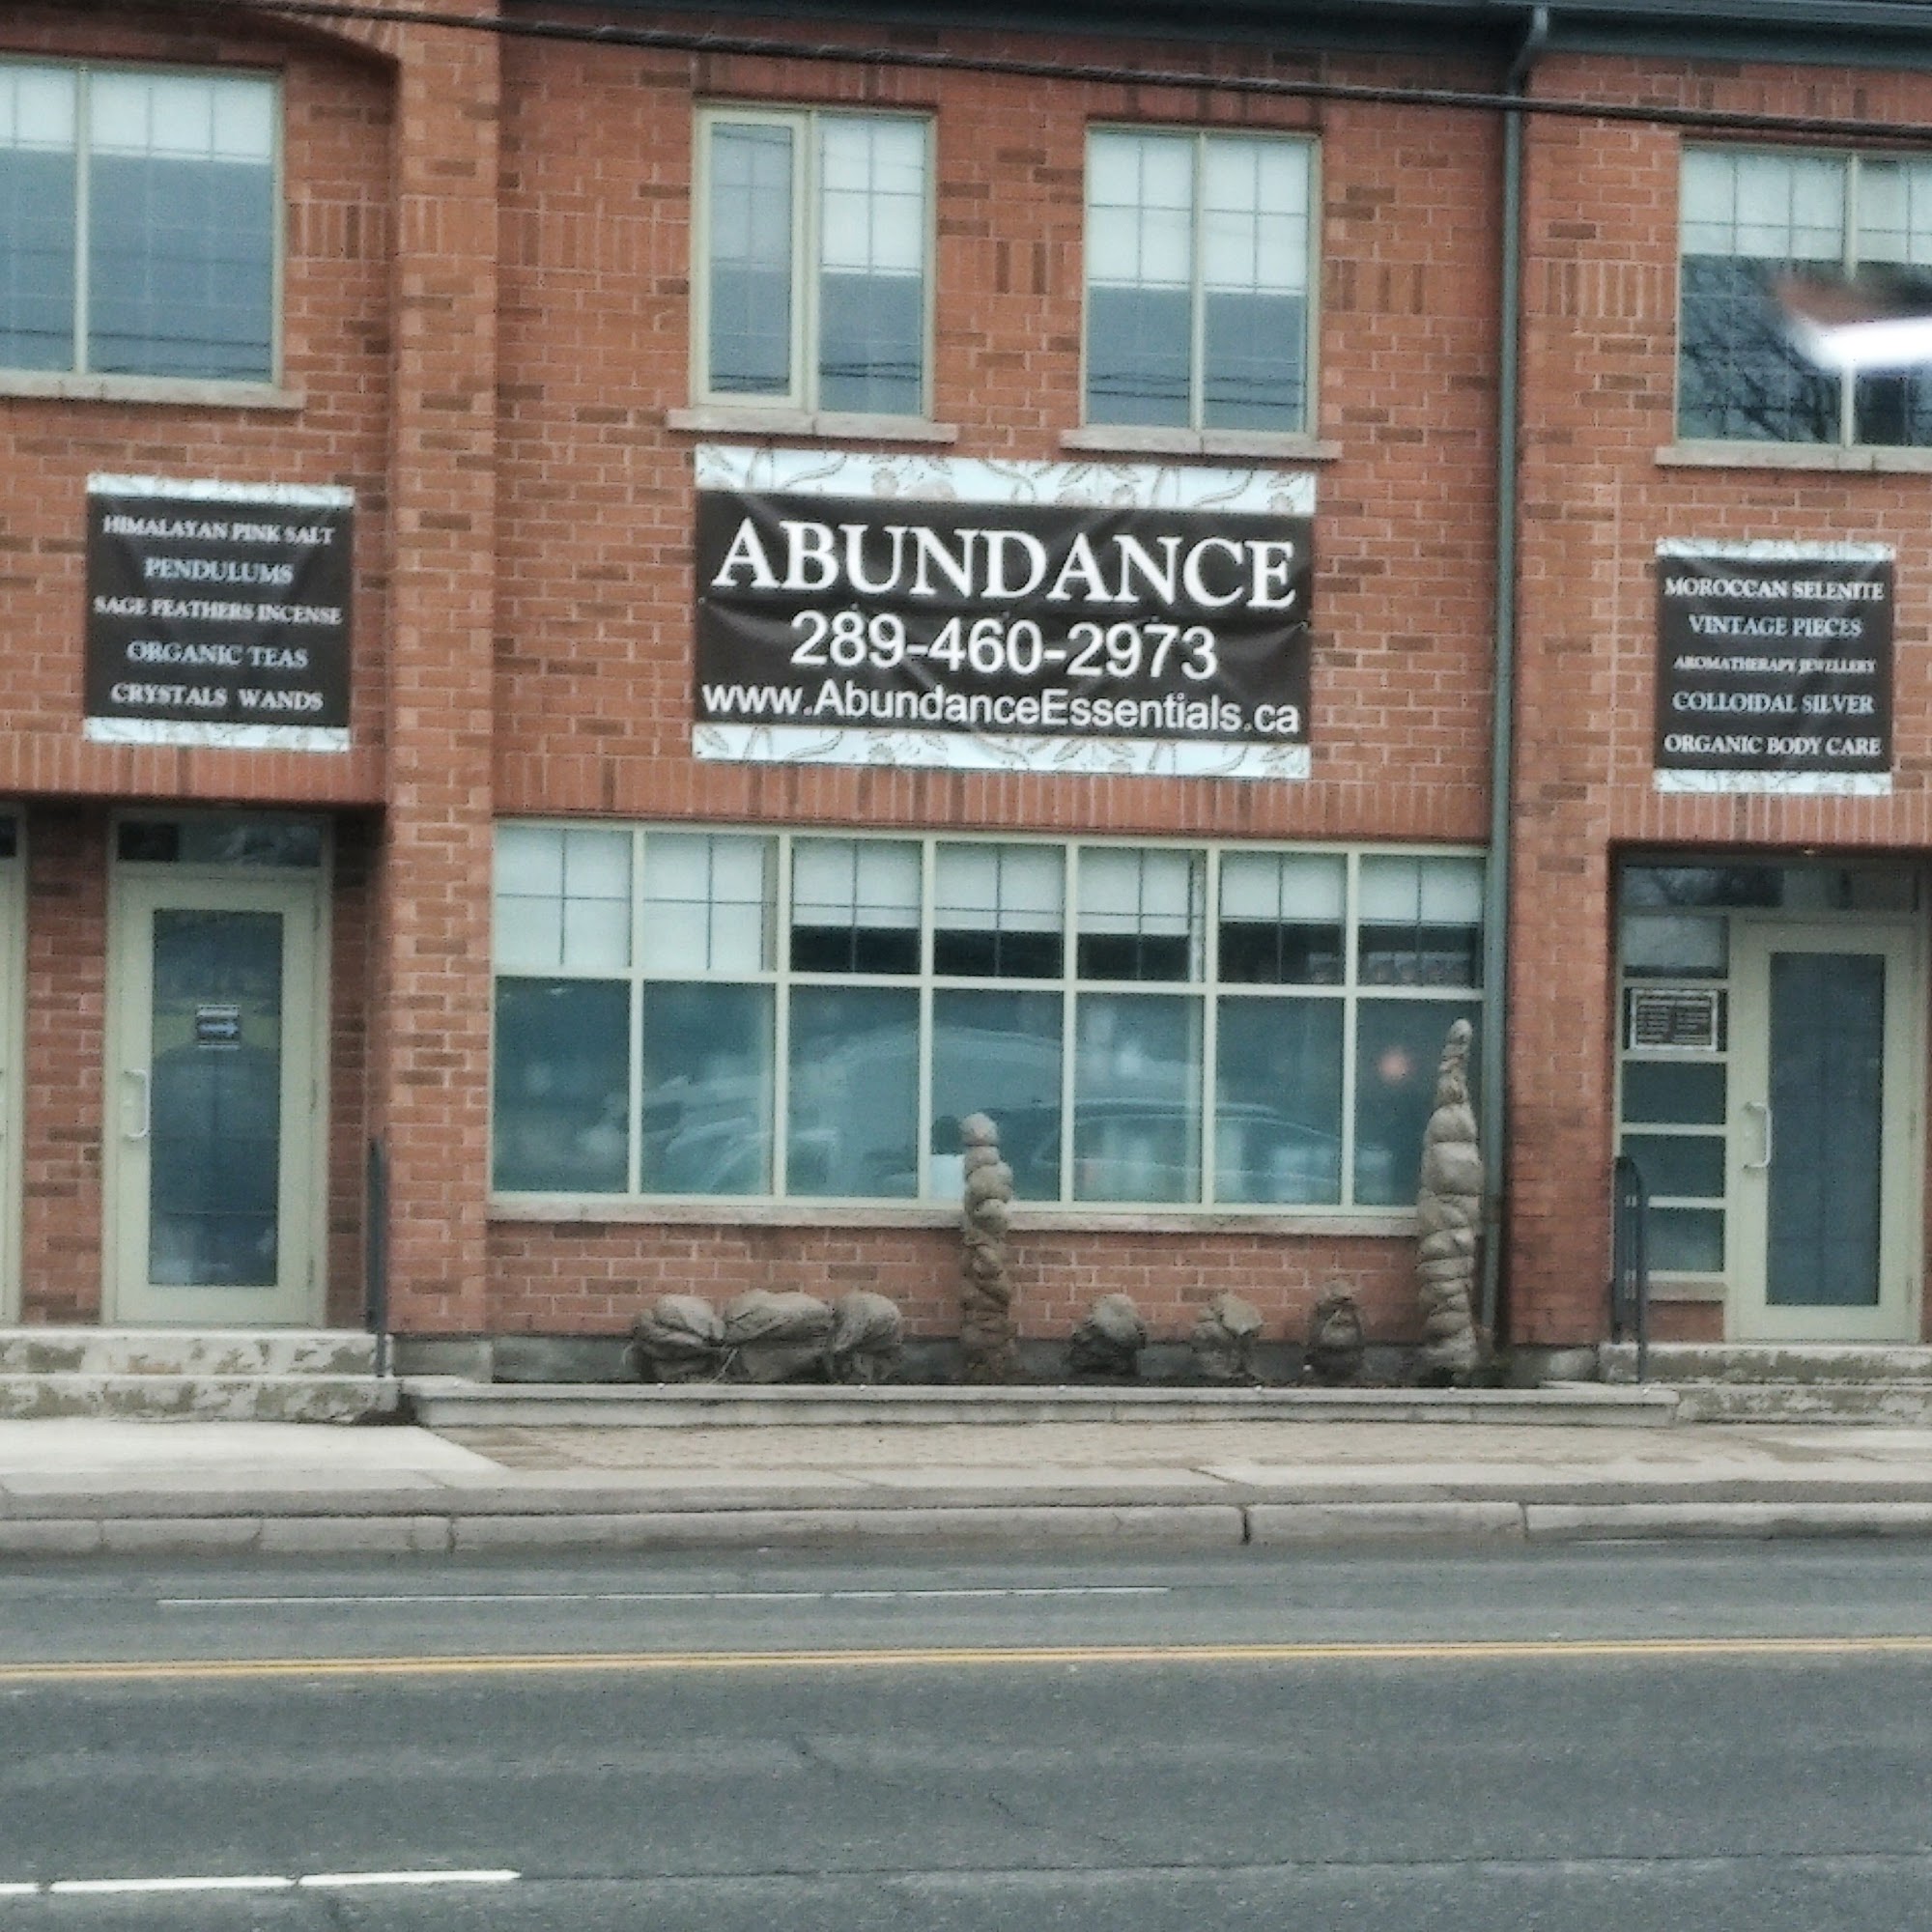 HIMALAYAN PINK SALT
PENDULUMS
SAGE FEATHERS INCENSE
ORGANIC TEAS
CRYSTALS WANDS
ABUNDANCE
289-460-2973
www.AbundanceEssentials.ca
MOROCCAN SELENITE
VINTAGE PIECES
AROMATHERAPY JEWELLERY
COLLOIDAL SILVER
ORGANIC BODY CARE